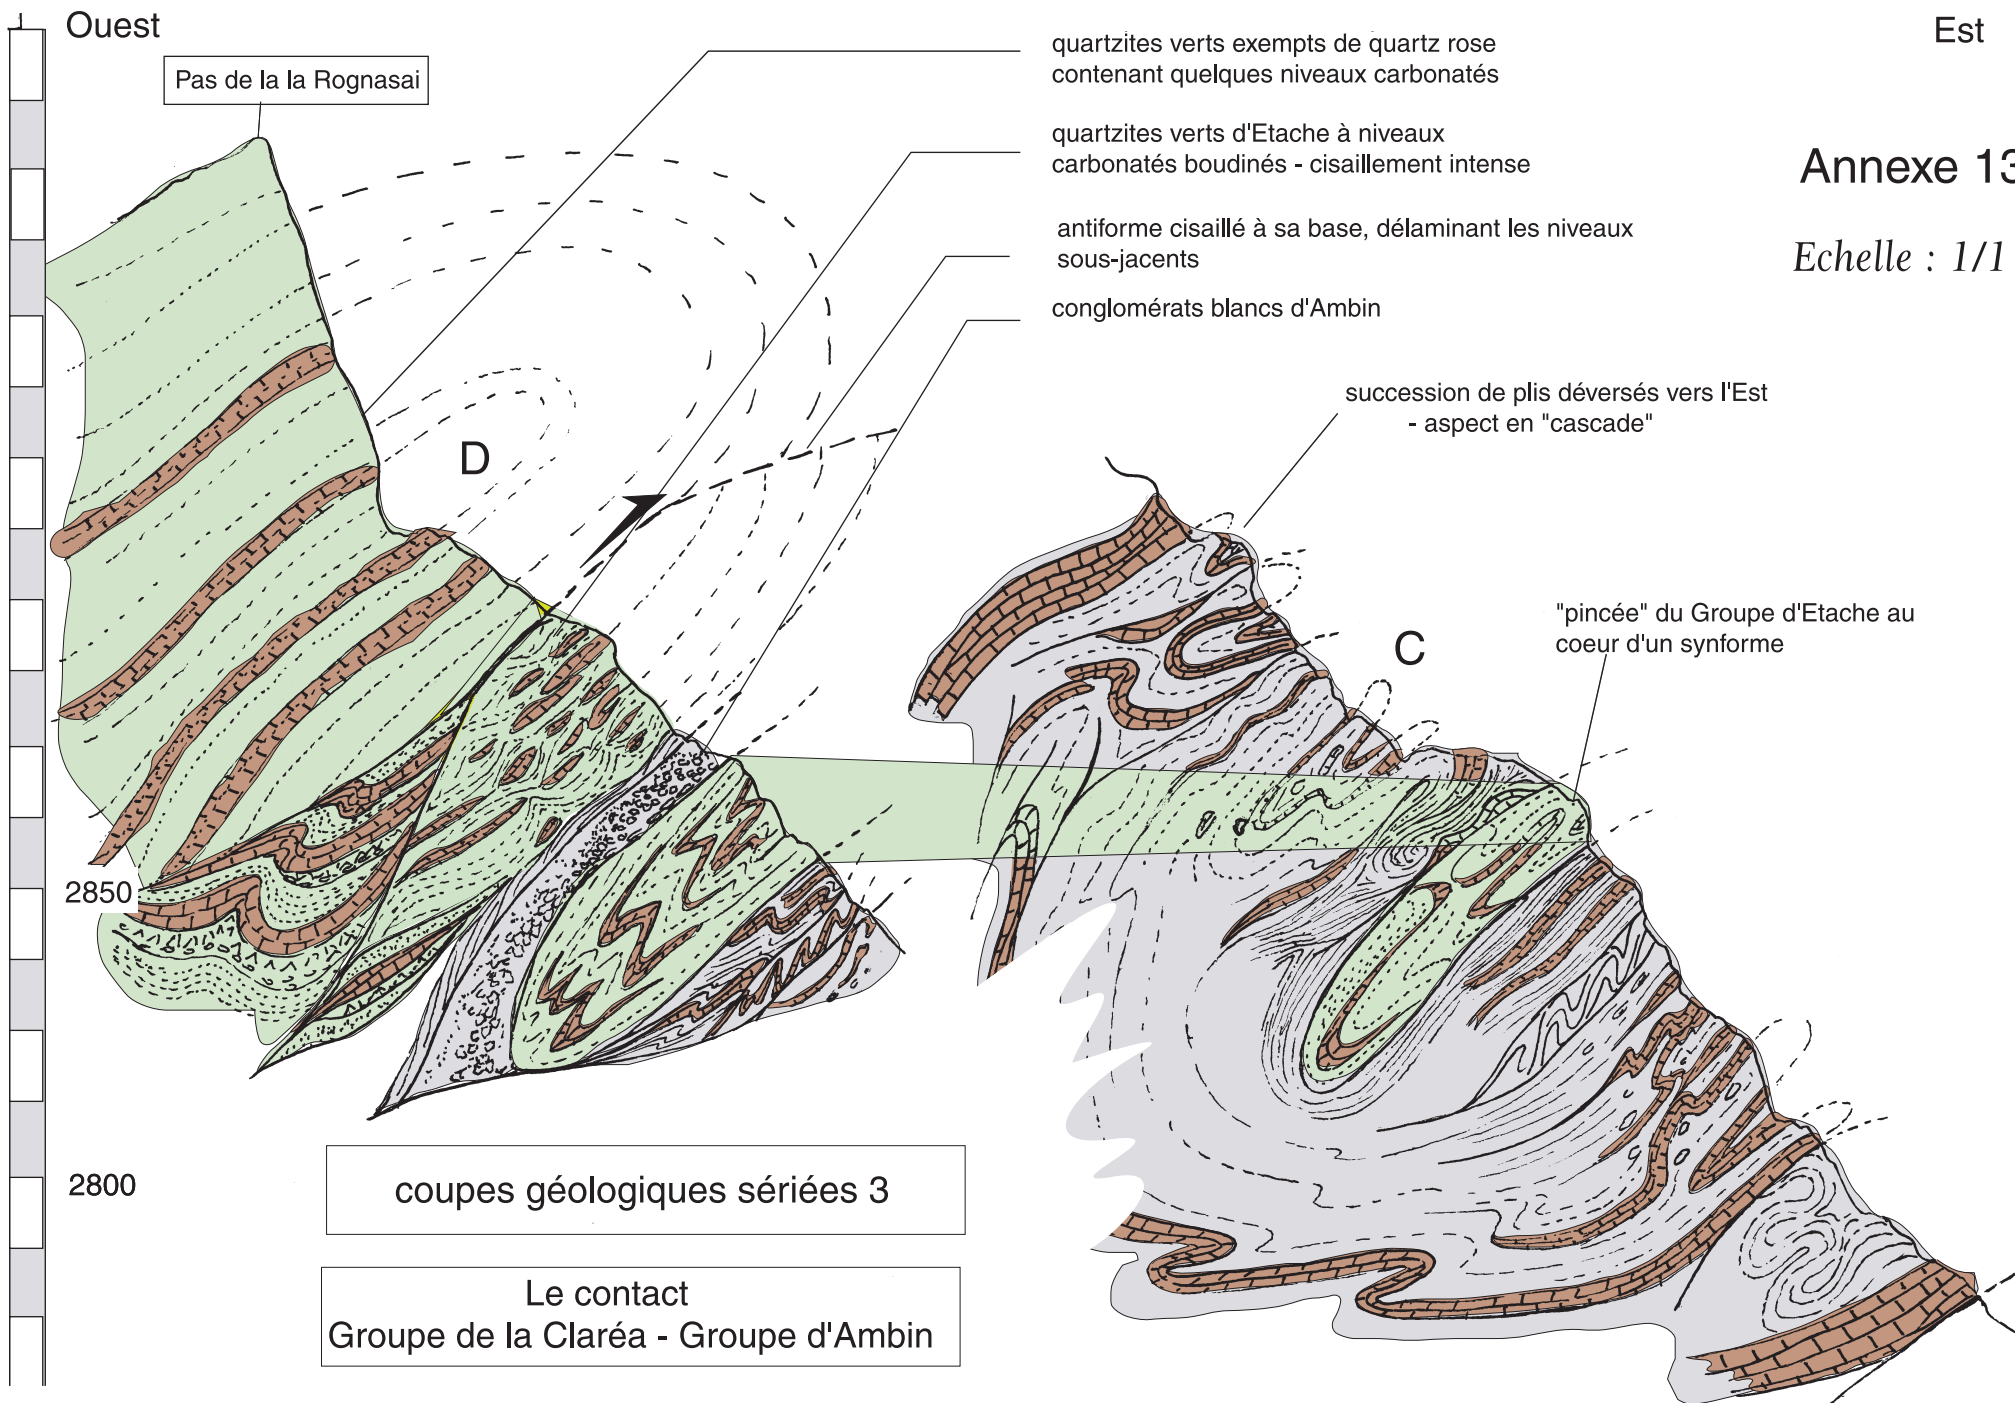 Ouest
Est
Pas de la la Rognasai
quartzites verts exempts de quartz rose
contenant quelques niveaux carbonatés
quartzites verts d'Etache à niveaux
carbonatés boudinés - cisaillement intense
Annexe 13
antiforme cisaillé à sa base, délaminant les niveaux
sous-jacents
Echelle : 1/1
conglomérats blancs d'Ambin
succession de plis déversés vers l'Est
- aspect en "cascade"
D
C
"pincée" du Groupe d'Etache au
coeur d'un synforme
2850
2800
coupes géologiques sériées 3
Le contact
Groupe de la Claréa - Groupe d'Ambin